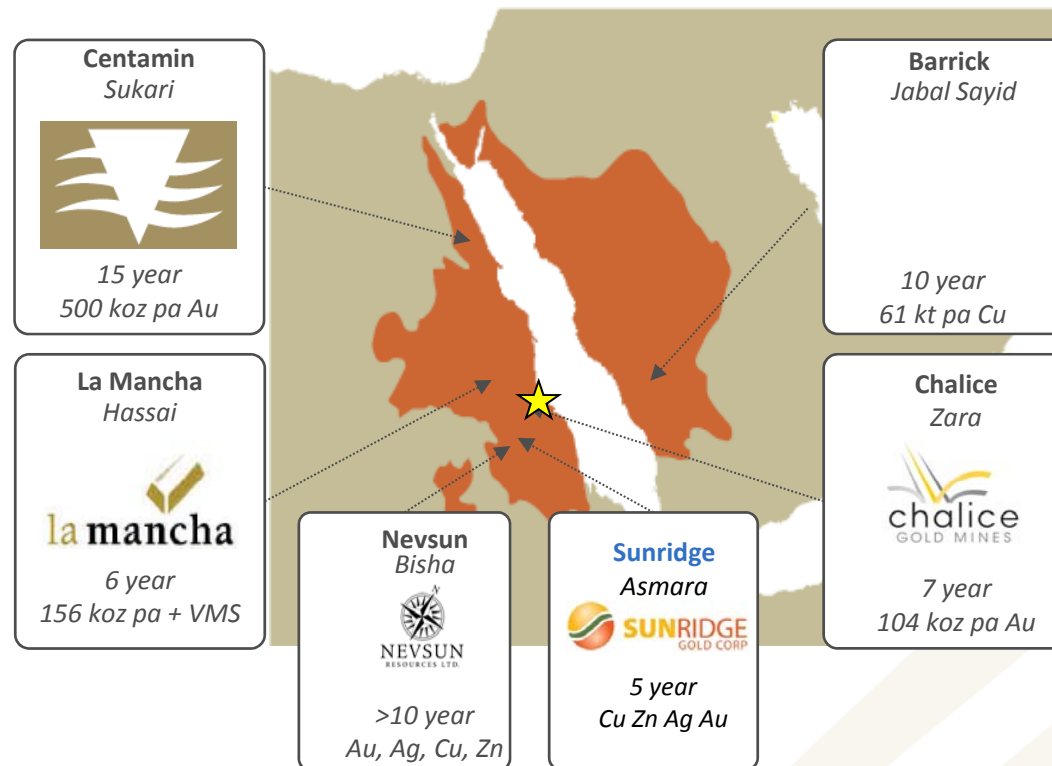 Centamin
Sukari
15 year
500 koz pa Au
Barrick
Jabal Sayid
10 year
61 kt pa Cu
La Mancha
Hassai
la mancha
6 year
156 koz pa + VMS
Chalice
Zara
chalice
GOLD MINES
7 year
104 koz pa Au
Nevsun
Bisha
N
NEVSUN
RESOURCES LTD.
>10 year
Au, Ag, Cu, Zn
Sunridge
Asmara
SUNRIDGE
GOLD CORP
5 year
Cu Zn Ag Au